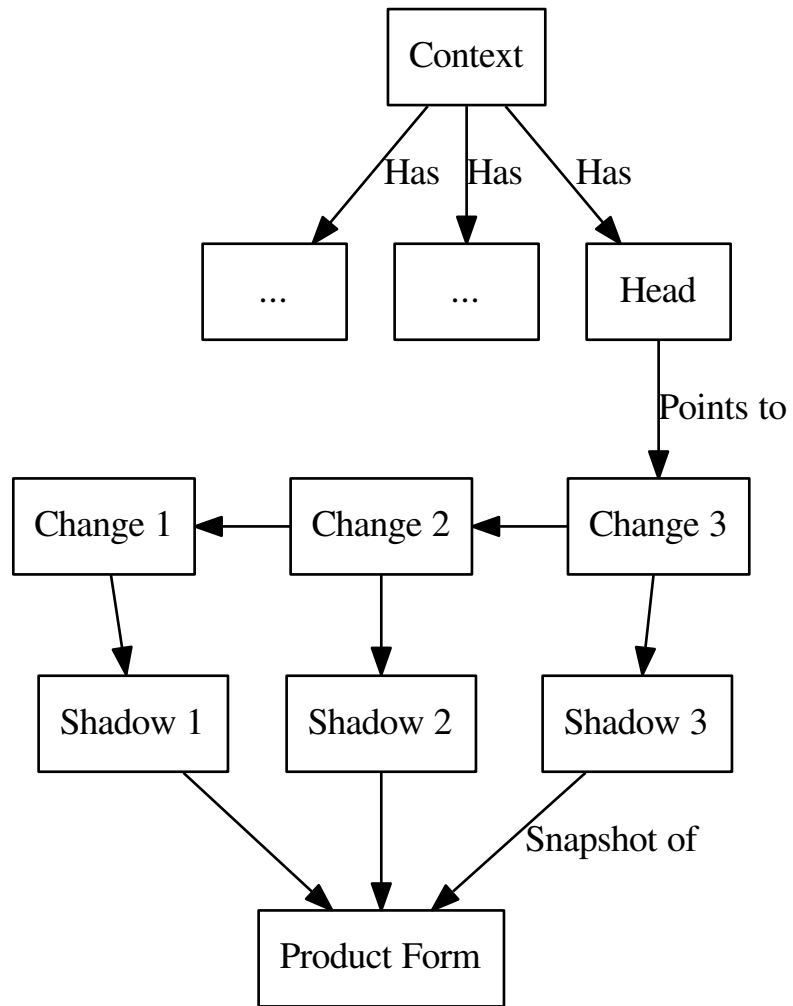 Context
Has
Has
Has
...
...
Head
Points to
Change 1
Change 2
Change 3
Shadow 1
Shadow 2
Shadow 3
Snapshot of
Product Form